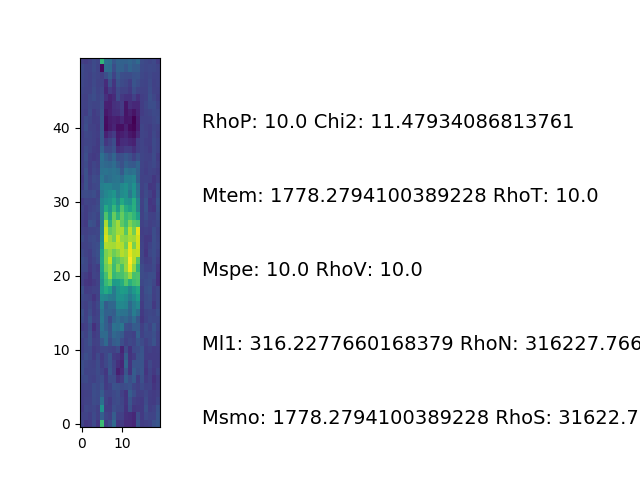 40
30
20
10
0
0 10
RhoP: 10.0 Chi2: 11.47934086813761
Mtem: 1778.2794100389228 RhoT: 10.0
Mspe: 10.0 RhoV: 10.0
Ml1: 316.2277660168379 RhoN: 316227.766
Msmo: 1778.2794100389228 RhoS: 31622.7